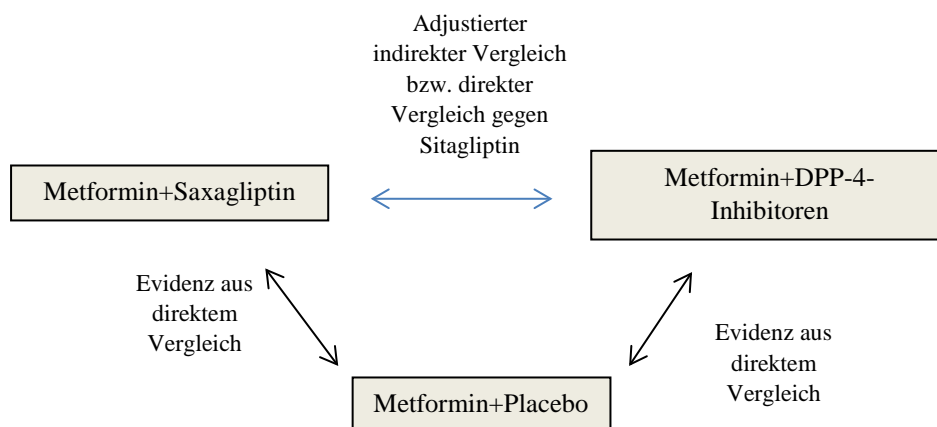 Adjustierter
indirekter Vergleich
bzw. direkter
Vergleich gegen
Sitagliptin
Metformin+Saxagliptin
Metformin+DPP-4-
Inhibitoren
Evidenz aus
direktem
Vergleich
Evidenz aus
direktem
Vergleich
Metformin+Placebo